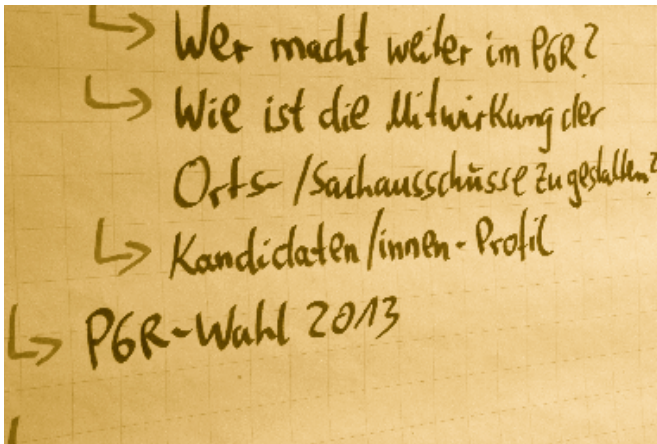 ↳ Wer macht weiter im PGR?
↳ Wie ist die Mitwirkung der
Orts-/Sachausschüsse zu gestalten?
↳ Kandidaten/innen-Profil
↳ PGR-Wahl 2013